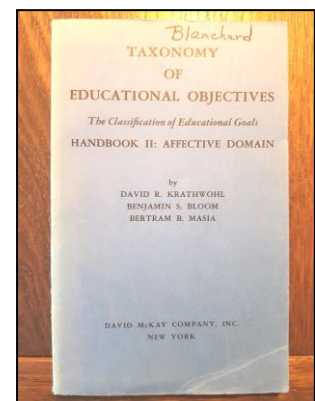 Blanchard
TAXONOMY
OF
EDUCATIONAL OBJECTIVES
The Classification of Educational Goals
HANDBOOK II: AFFECTIVE DOMAIN
by
DAVID R. KRATHWOHL
BENJAMIN S. BLOOM
BERTRAM B. MASIA
DAVID McKAY COMPANY, INC.
NEW YORK